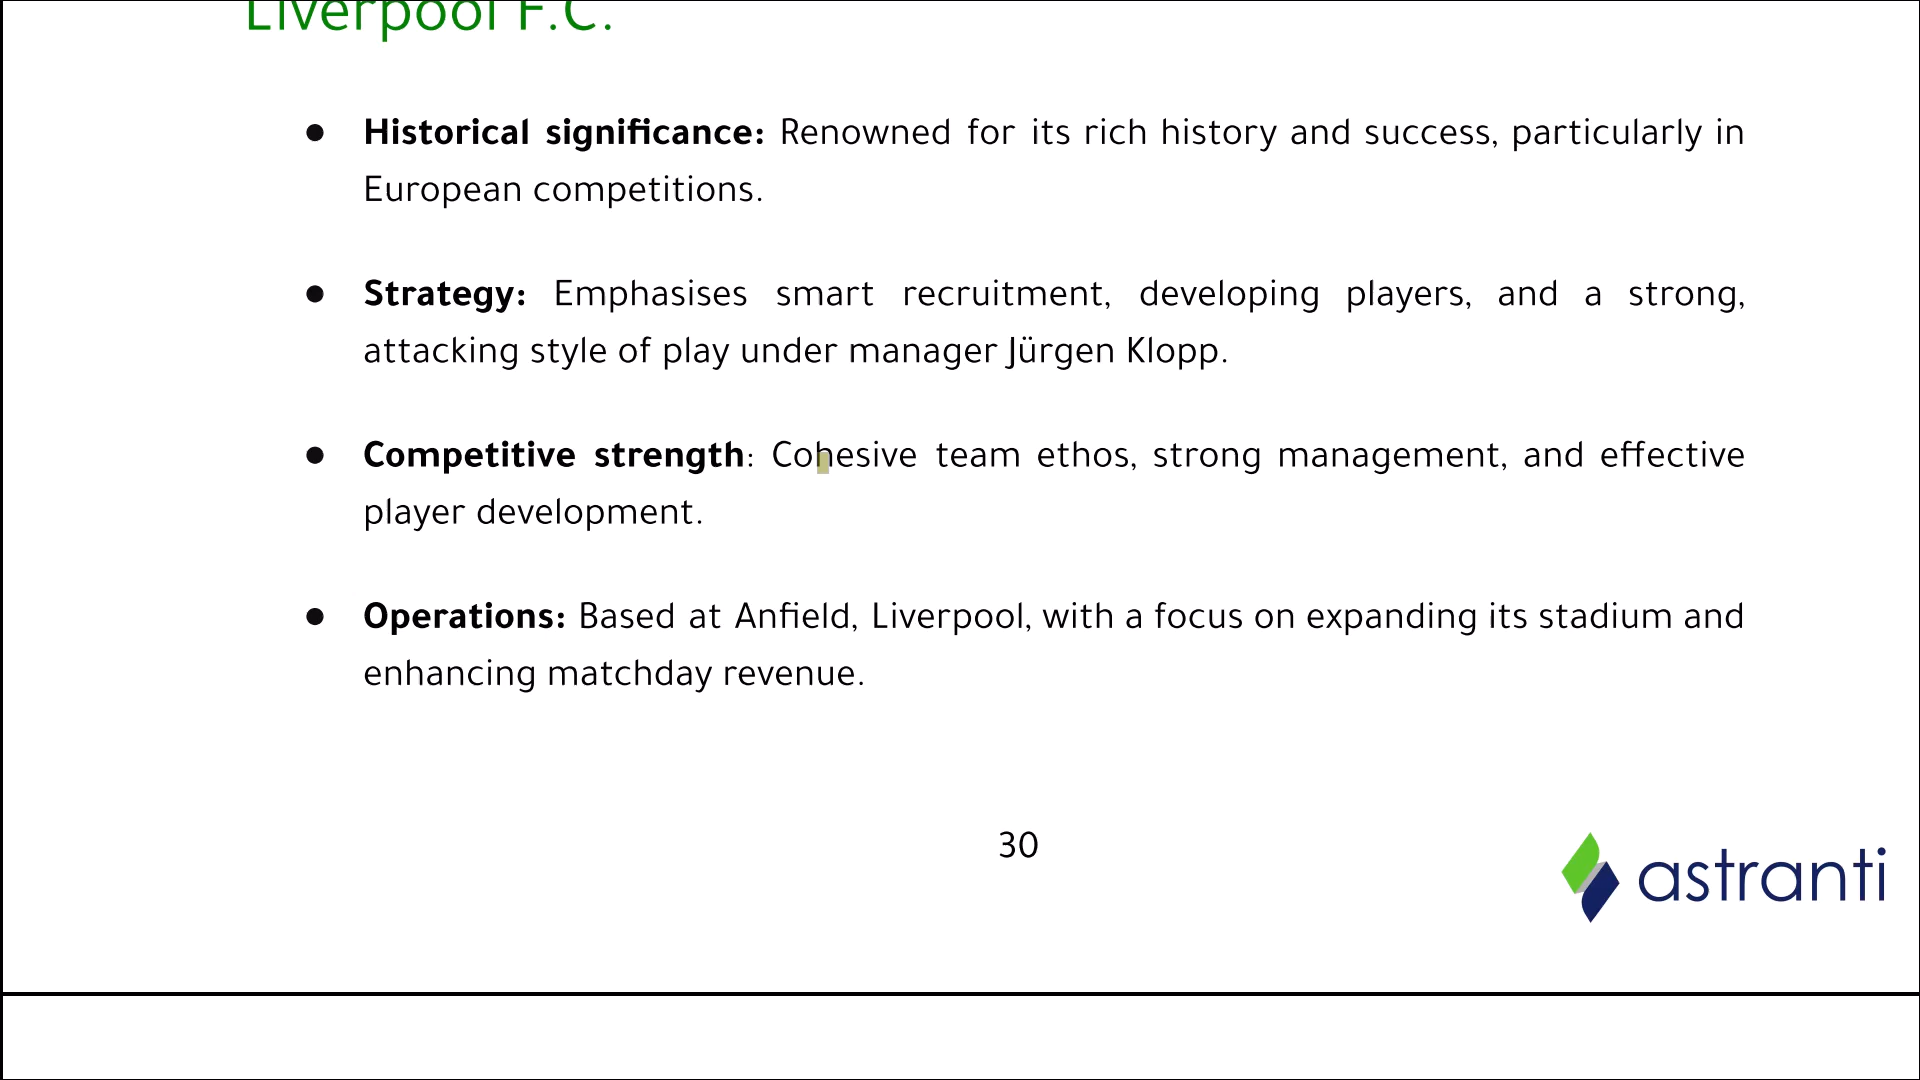 Liverpool F.C.
● Historical significance: Renowned for its rich history and success, particularly in
European competitions.
● Strategy: Emphasises smart recruitment, developing players, and a strong,
attacking style of play under manager Jürgen Klopp.
● Competitive strength: Cohesive team ethos, strong management, and effective
player development.
● Operations: Based at Anfield, Liverpool, with a focus on expanding its stadium and
enhancing matchday revenue.
30
astranti